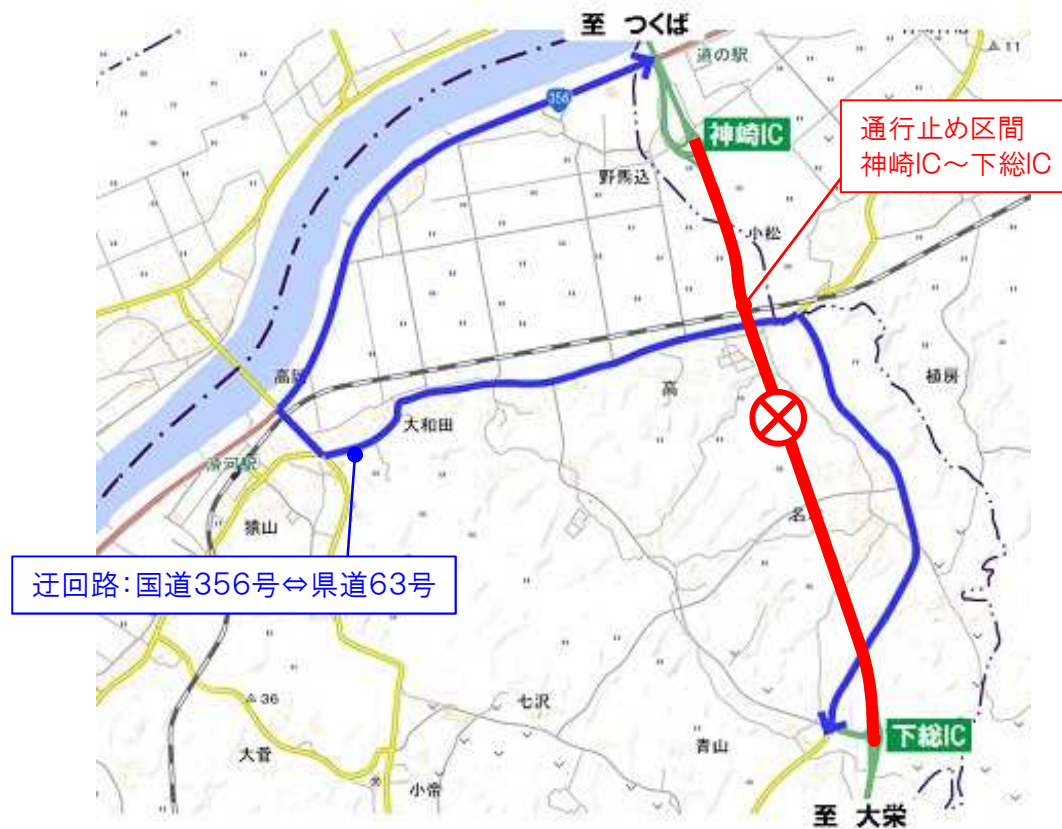 至 つくば
道の駅
11
356
神崎IC
通行止め区間
神崎IC～下総IC
野馬込
小松
植房
高岡
高
大和田
滑河駅
猿山
名木
迂回路：国道356号⇔県道63号
36
七沢
大菅
青山
下総IC
小帝
至 大栄